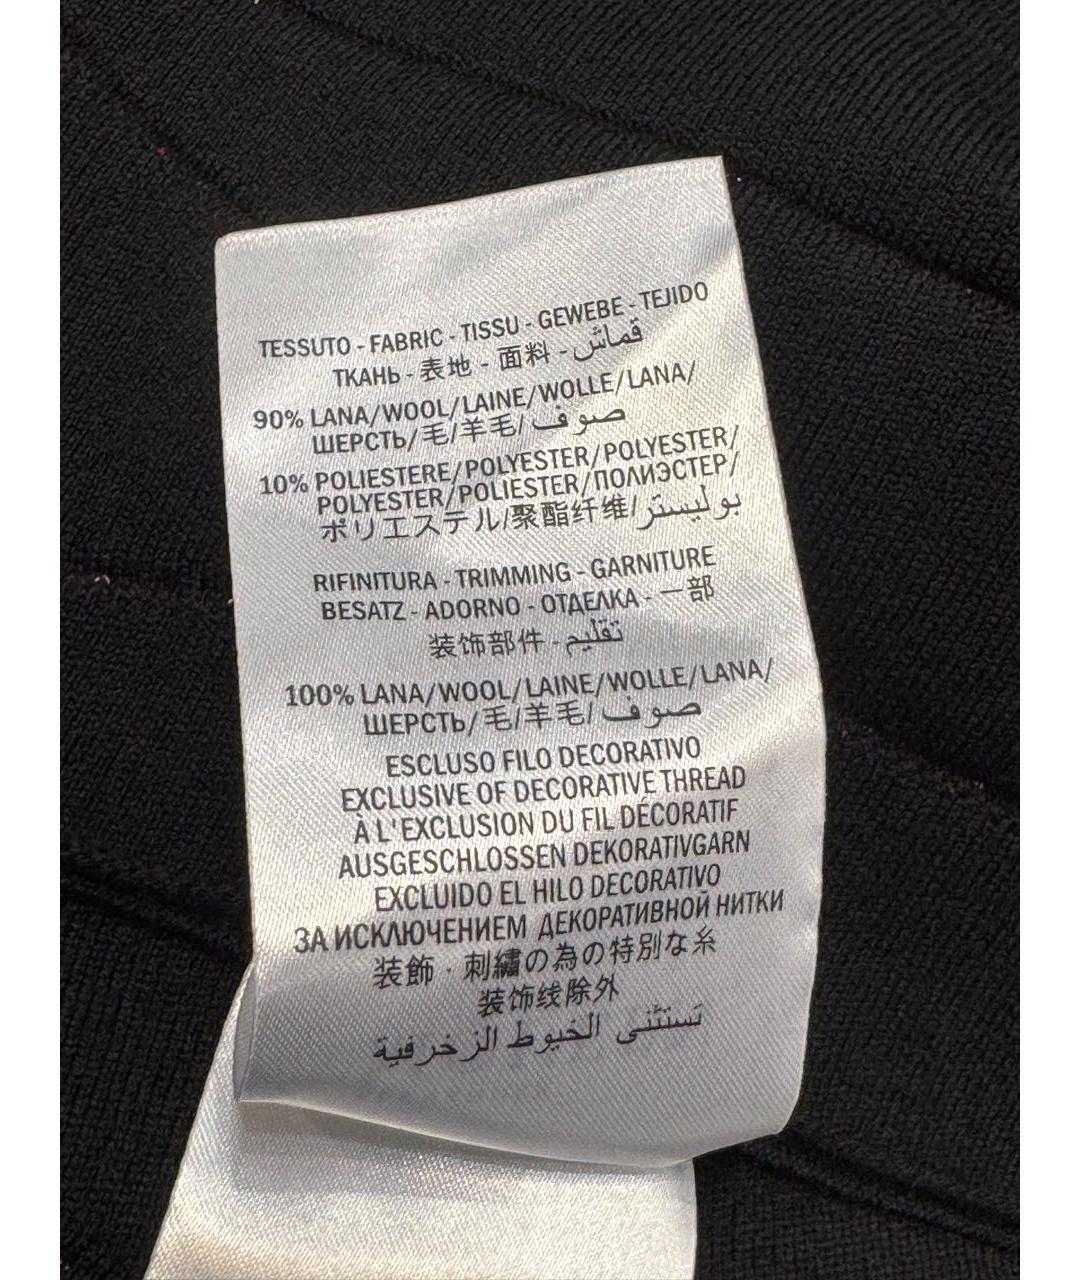 TESSUTO - FABRIC - TISSU - GEWEBE - TEJIDO
ТКАНЬ - 表地 - 面料 - قماش
90% LANA/WOOL/LAINE/WOLLE/LANA/
ШЕРСТЬ/毛/羊毛/صوف
10% POLIESTERE/POLYESTER/POLYESTER/
POLYESTER/POLIESTER/ПОЛИЭСТЕР/
ポリエステル/聚酯纤维/بوليستر
RIFINITURA - TRIMMING - GARNITURE
BESATZ - ADORNO - ОТДЕЛКА - 一部
装饰部件 - تقليم
100% LANA/WOOL/LAINE/WOLLE/LANA/
ШЕРСТЬ/毛/羊毛/صوف
ESCLUSO FILO DECORATIVO
EXCLUSIVE OF DECORATIVE THREAD
À L'EXCLUSION DU FIL DÉCORATIF
AUSGESCHLOSSEN DEKORATIVGARN
EXCLUIDO EL HILO DECORATIVO
ЗА ИСКЛЮЧЕНИЕМ ДЕКОРАТИВНОЙ НИТКИ
装飾・刺繡の為の特別な糸
装饰线除外
تستثنى الخيوط الزخرفية